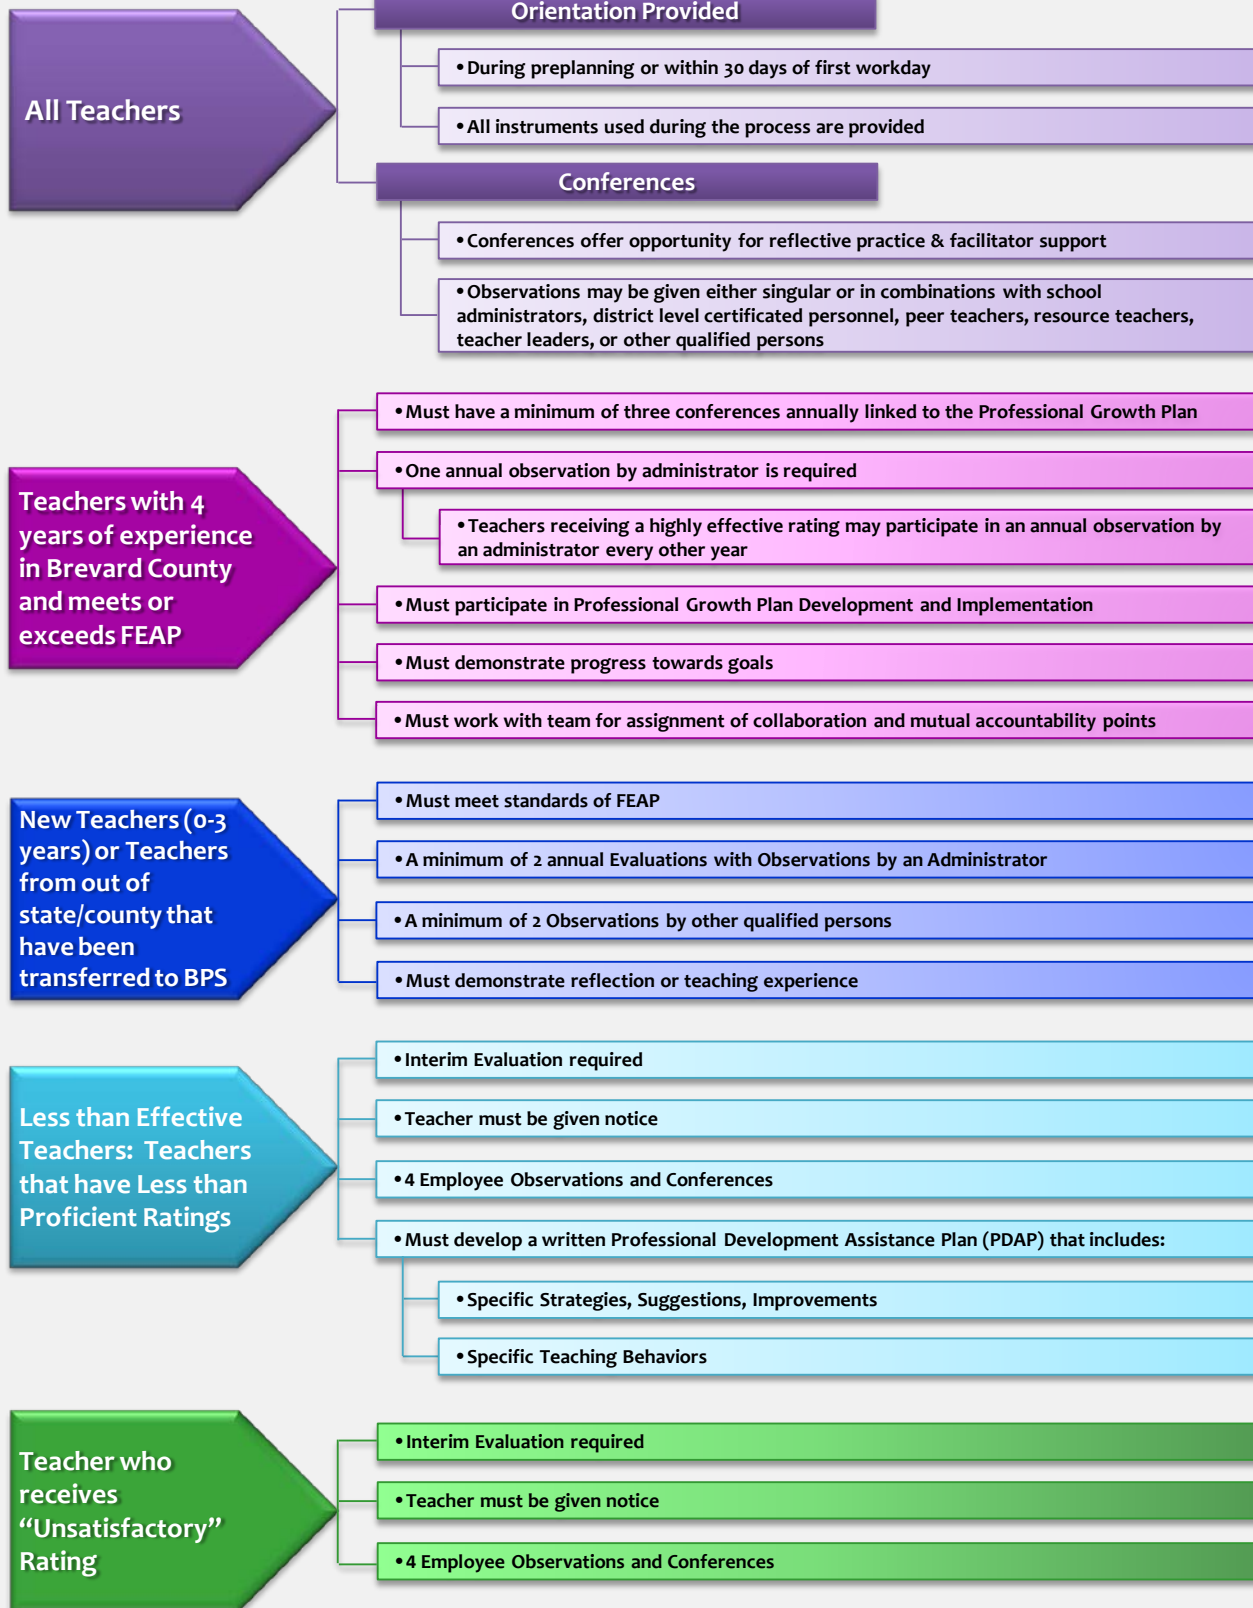 Orientation Provided
•During preplanning or within 30 days of first workday
All Teachers
•All instruments used during the process are provided
Conferences
•Conferences offer opportunity for reflective practice & facilitator support
•Observations may be given either singular or in combinations with school
administrators, district level certificated personnel, peer teachers, resource teachers,
teacher leaders, or other qualified persons
Teachers with 4
years of experience
in Brevard County
and meets or
exceeds FEAP
•Must have a minimum of three conferences annually linked to the Professional Growth Plan
•One annual observation by administrator is required
•Teachers receiving a highly effective rating may participate in an annual observation by
an administrator every other year
•Must participate in Professional Growth Plan Development and Implementation
•Must demonstrate progress towards goals
•Must work with team for assignment of collaboration and mutual accountability points
New Teachers (0-3
years) or Teachers
from out of
state/county that
have been
transferred to BPS
•Must meet standards of FEAP
•A minimum of 2 annual Evaluations with Observations by an Administrator
•A minimum of 2 Observations by other qualified persons
•Must demonstrate reflection or teaching experience
Less than Effective
Teachers: Teachers
that have Less than
Proficient Ratings
•Interim Evaluation required
•Teacher must be given notice
•4 Employee Observations and Conferences
•Must develop a written Professional Development Assistance Plan (PDAP) that includes:
•Specific Strategies, Suggestions, Improvements
•Specific Teaching Behaviors
Teacher who
receives
“Unsatisfactory”
Rating
•Interim Evaluation required
•Teacher must be given notice
•4 Employee Observations and Conferences